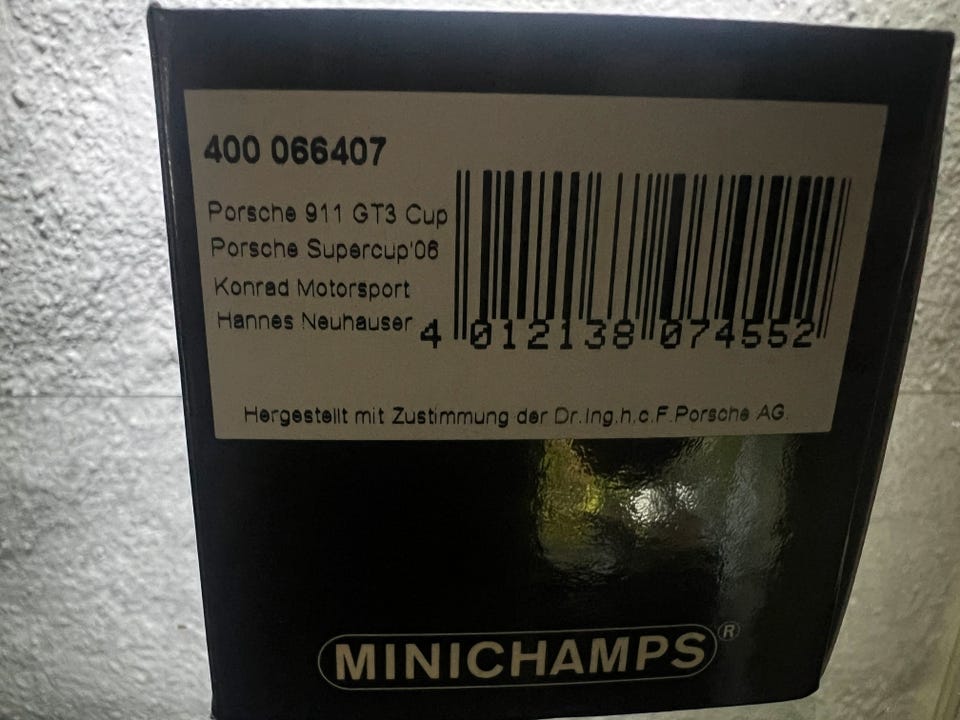 400 066407
Porsche 911 GT3 Cup
Porsche Supercup'06
Konrad Motorsport
Hannes Neuhauser
4 012138 074552
Hergestellt mit Zustimmung der Dr.Ing.h.c.F.Porsche AG.
MINICHAMPS®